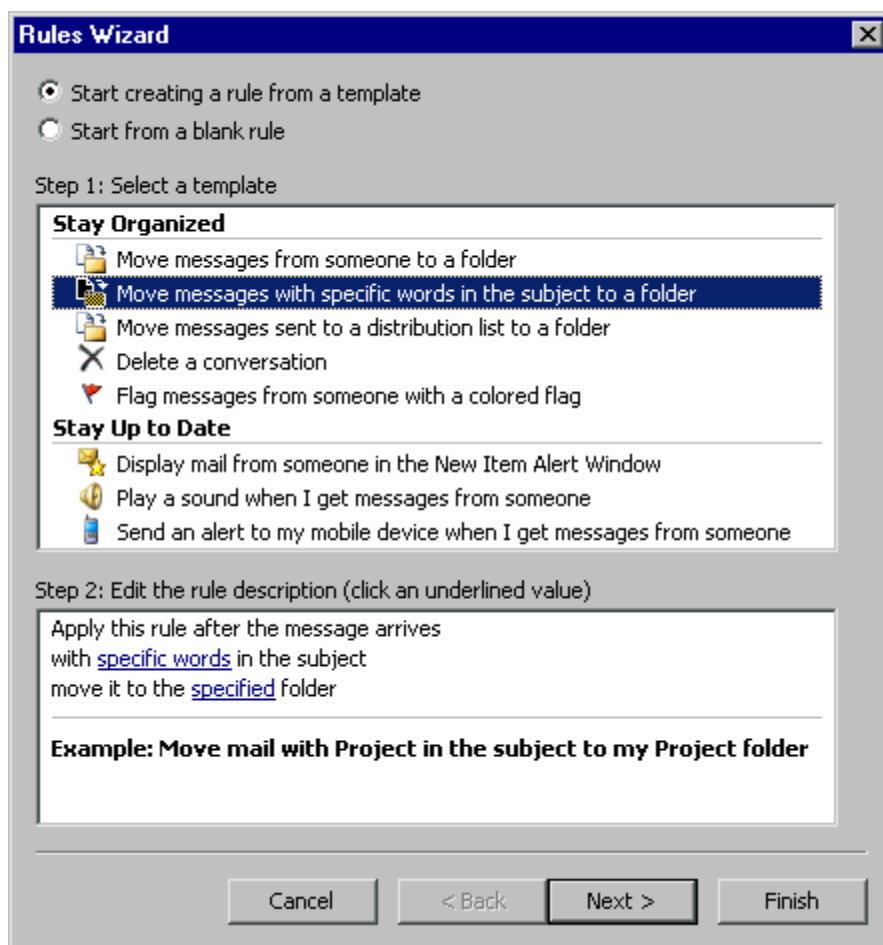 Rules Wizard
Start creating a rule from a template
Start from a blank rule
Step 1: Select a template
Stay Organized
Move messages from someone to a folder
Move messages with specific words in the subject to a folder
Move messages sent to a distribution list to a folder
Delete a conversation
Flag messages from someone with a colored flag
Stay Up to Date
Display mail from someone in the New Item Alert Window
Play a sound when I get messages from someone
Send an alert to my mobile device when I get messages from someone
Step 2: Edit the rule description (click an underlined value)
Apply this rule after the message arrives
with specific words in the subject
move it to the specified folder
Example: Move mail with Project in the subject to my Project folder
Cancel < Back Next > Finish